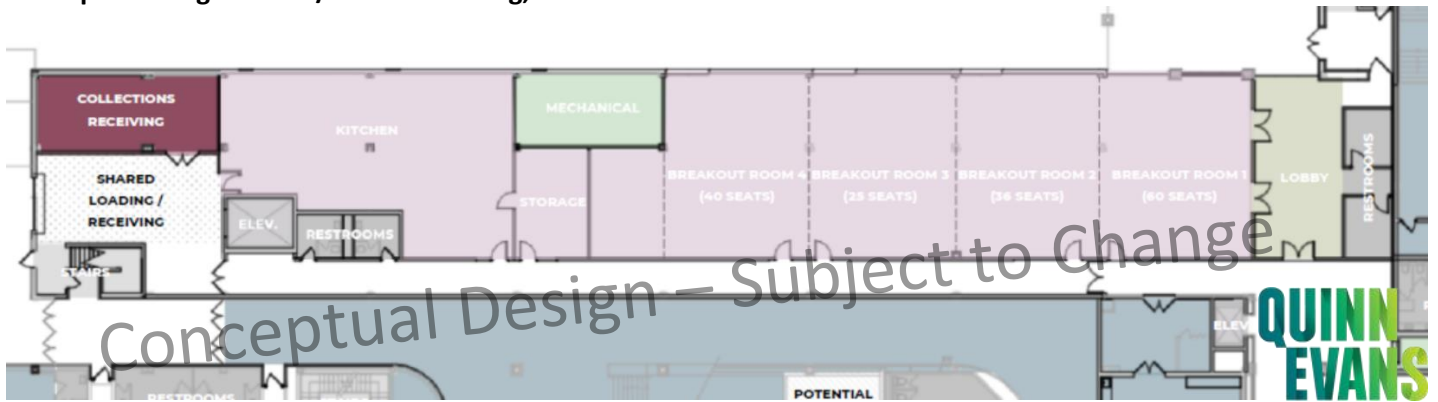 COLLECTIONS
RECEIVING
KITCHEN
MECHANICAL
SHARED
LOADING /
RECEIVING
STORAGE
BREAKOUT ROOM 4
(40 SEATS)
BREAKOUT ROOM 3
(25 SEATS)
BREAKOUT ROOM 2
(36 SEATS)
BREAKOUT ROOM 1
(60 SEATS)
LOBBY
RESTROOMS
ELEV.
RESTROOMS
STAIRS
Conceptual Design – Subject to Change
ELEV
QUINN
EVANS
RESTROOMS
POTENTIAL